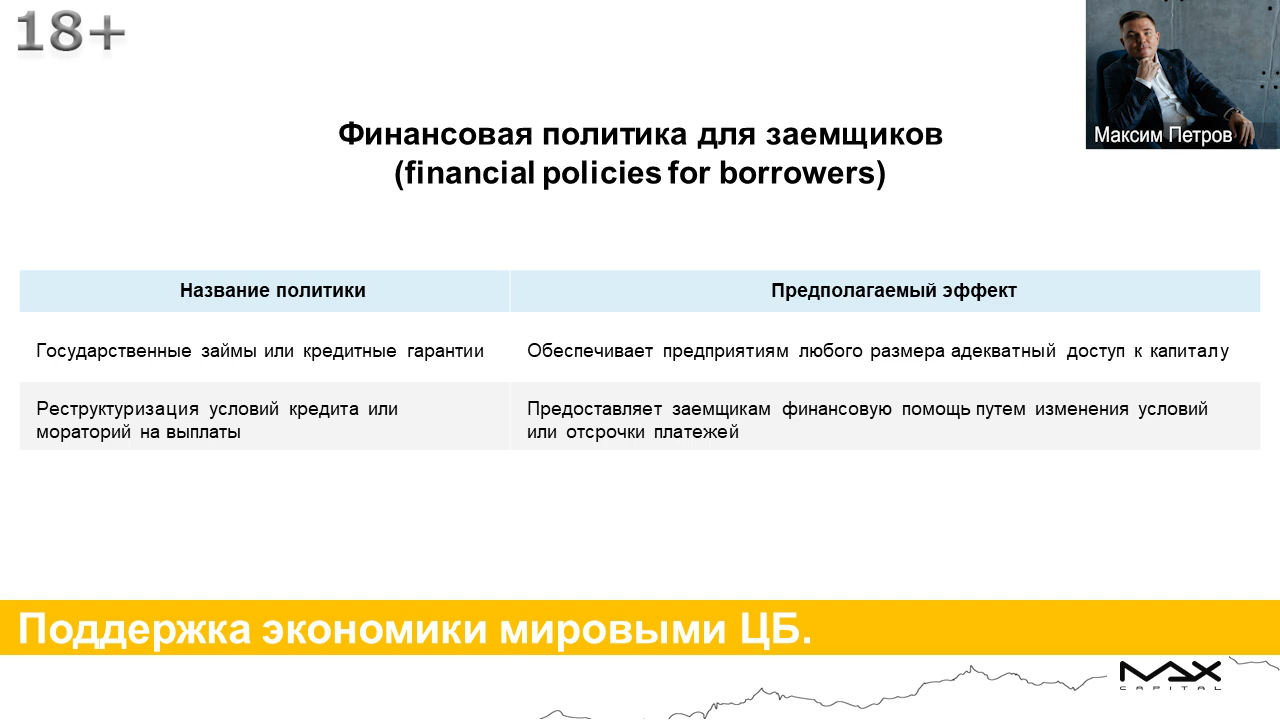 18+
Максим Петров
Финансовая политика для заемщиков
(financial policies for borrowers)
Название политики
Предполагаемый эффект
Государственные займы или кредитные гарантии
Обеспечивает предприятиям любого размера адекватный доступ к капиталу
Реструктуризация условий кредита или
мораторий на выплаты
Предоставляет заемщикам финансовую помощь путем изменения условий
или отсрочки платежей
Поддержка экономики мировыми ЦБ.
MAX
CAPITAL